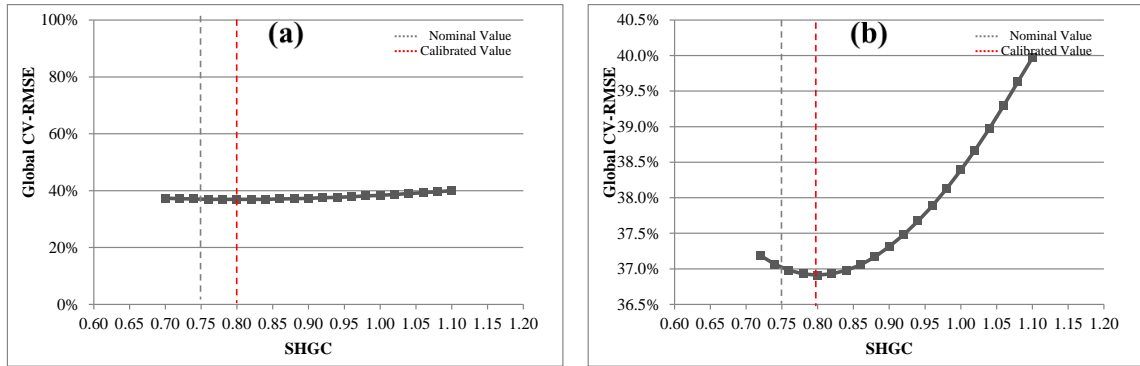 (a)
Nominal Value
Calibrated Value
Global CV-RMSE
100%
80%
60%
40%
20%
0%
0.60 0.65 0.70 0.75 0.80 0.85 0.90 0.95 1.00 1.05 1.10 1.15 1.20
SHGC
(b)
Nominal Value
Calibrated Value
Global CV-RMSE
40.5%
40.0%
39.5%
39.0%
38.5%
38.0%
37.5%
37.0%
36.5%
0.60 0.65 0.70 0.75 0.80 0.85 0.90 0.95 1.00 1.05 1.10 1.15 1.20
SHGC